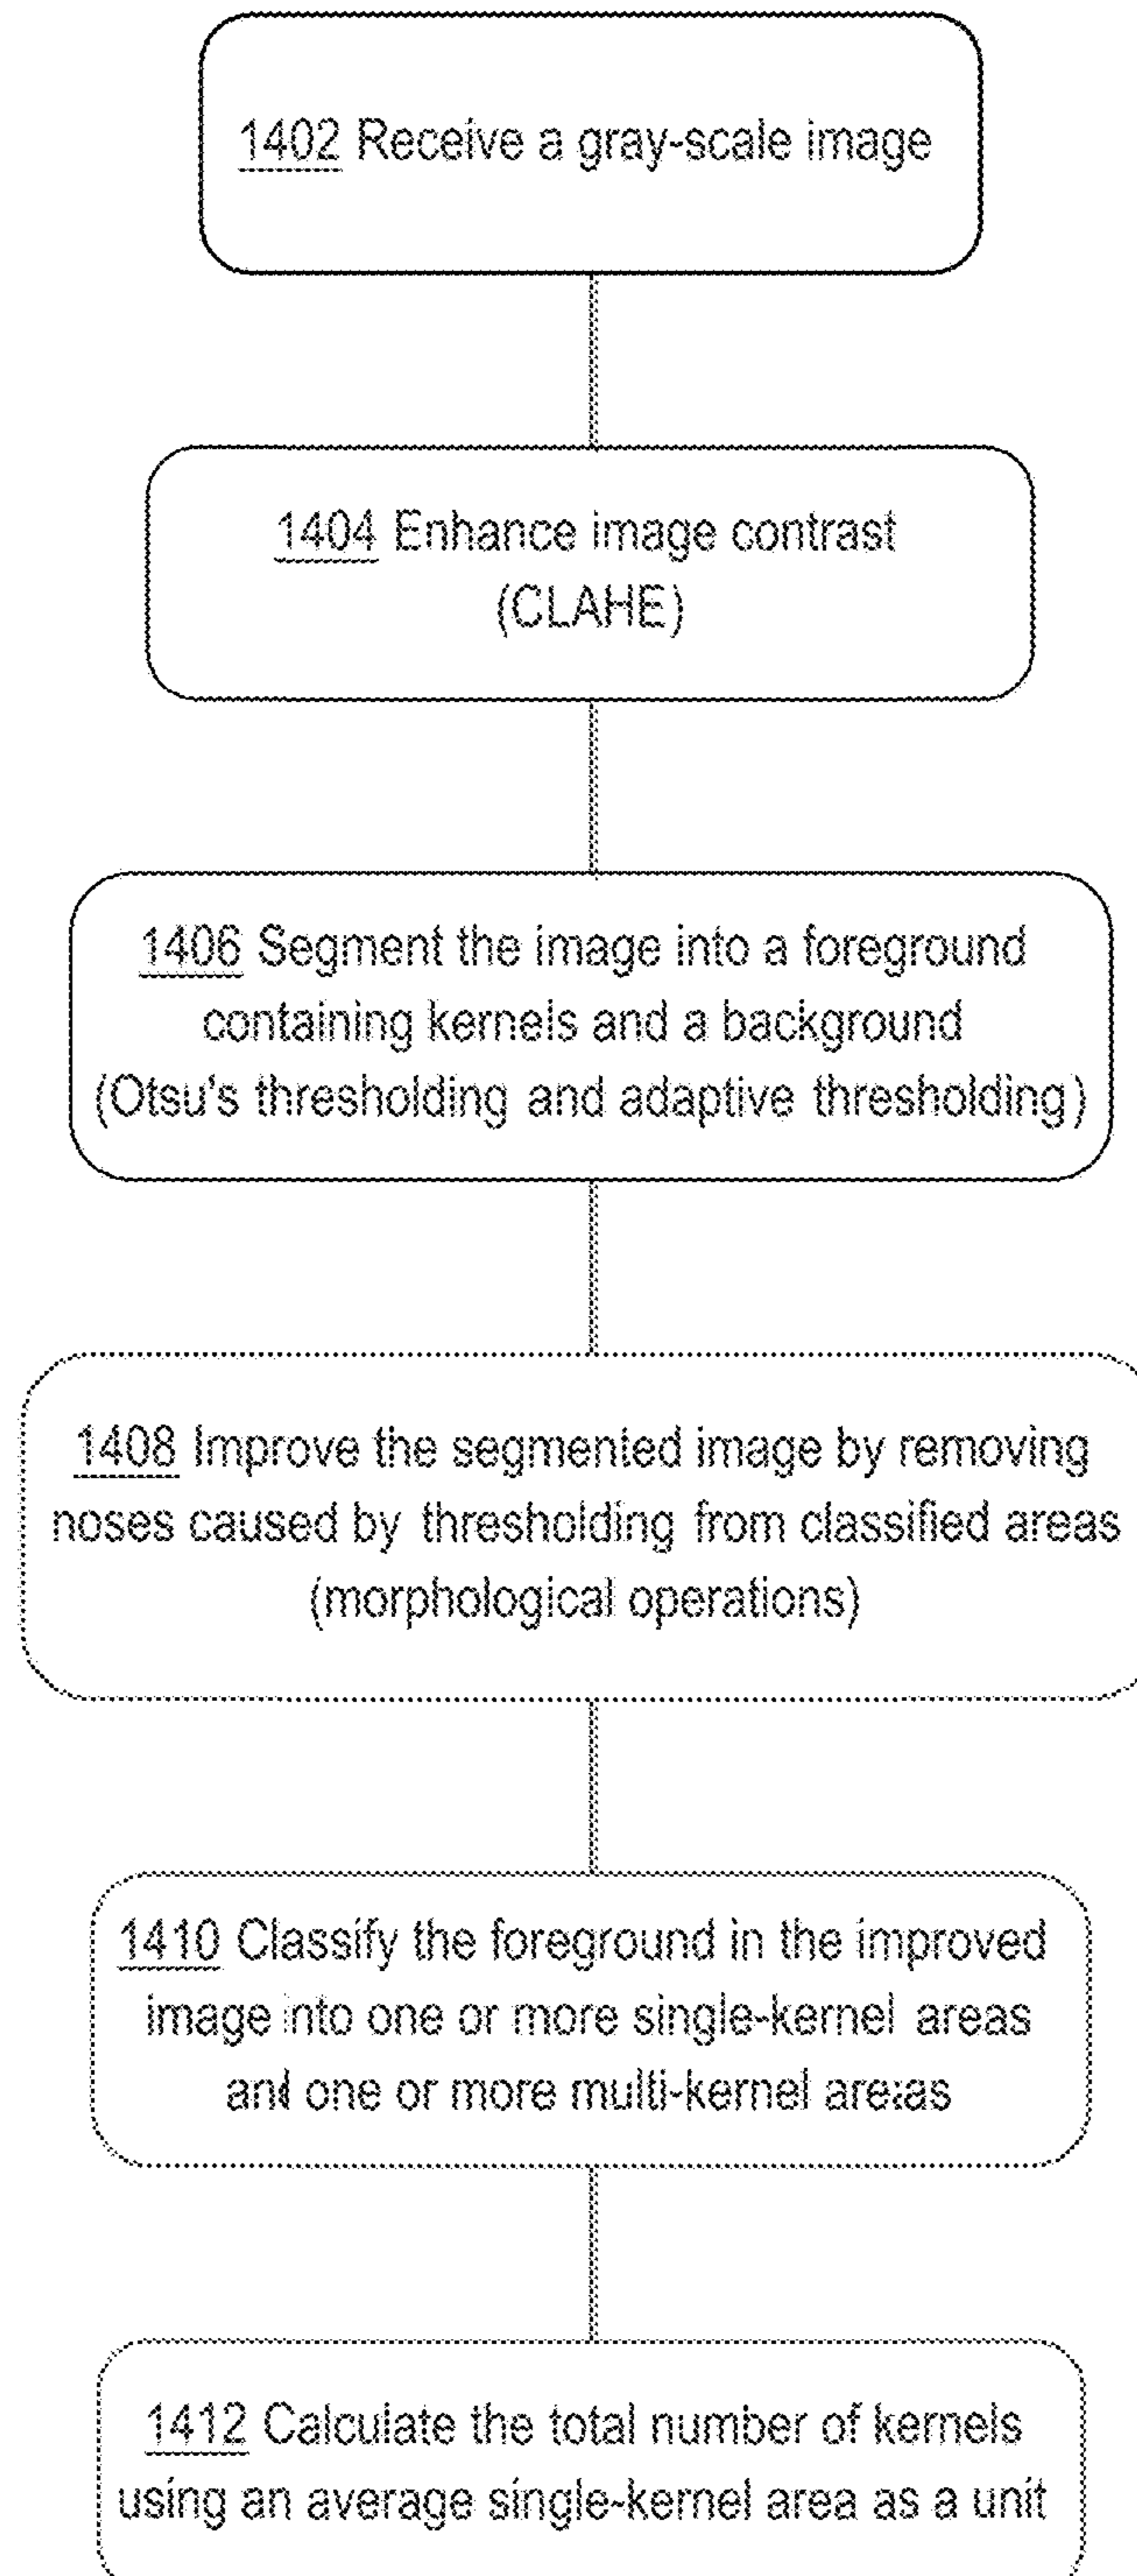 1402 Receive a gray-scale image
1404 Enhance image contrast
(CLAHE)
1406 Segment the image into a foreground
containing kernels and a background
(Otsu's thresholding and adaptive thresholding)
1408 Improve the segmented image by removing
noses caused by thresholding from classified areas
(morphological operations)
1410 Classify the foreground in the improved
image into one or more single-kernel areas
and one or more multi-kernel areas
1412 Calculate the total number of kernels
using an average single-kernel area as a unit